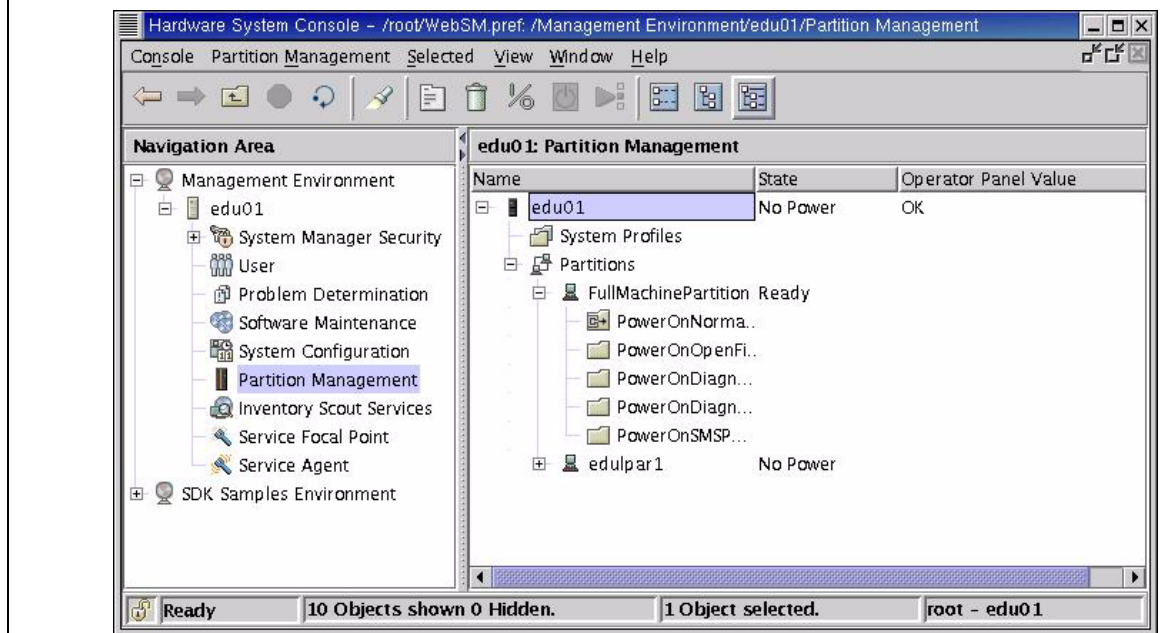 Hardware System Console - /root/WebSM.pref: /Management Environment/edu01/Partition Management
Console Partition Management Selected View Window Help
Navigation Area
Management Environment
edu01
System Manager Security
User
Problem Determination
Software Maintenance
System Configuration
Partition Management
Inventory Scout Services
Service Focal Point
Service Agent
SDK Samples Environment
edu01: Partition Management
Name State Operator Panel Value
edu01 No Power OK
System Profiles
Partitions
FullMachinePartition Ready
PowerOnNorma..
PowerOnOpenFi..
PowerOnDiagn...
PowerOnDiagn...
PowerOnSMSP...
edulpar1 No Power
Ready 10 Objects shown 0 Hidden. 1 Object selected. root - edu01